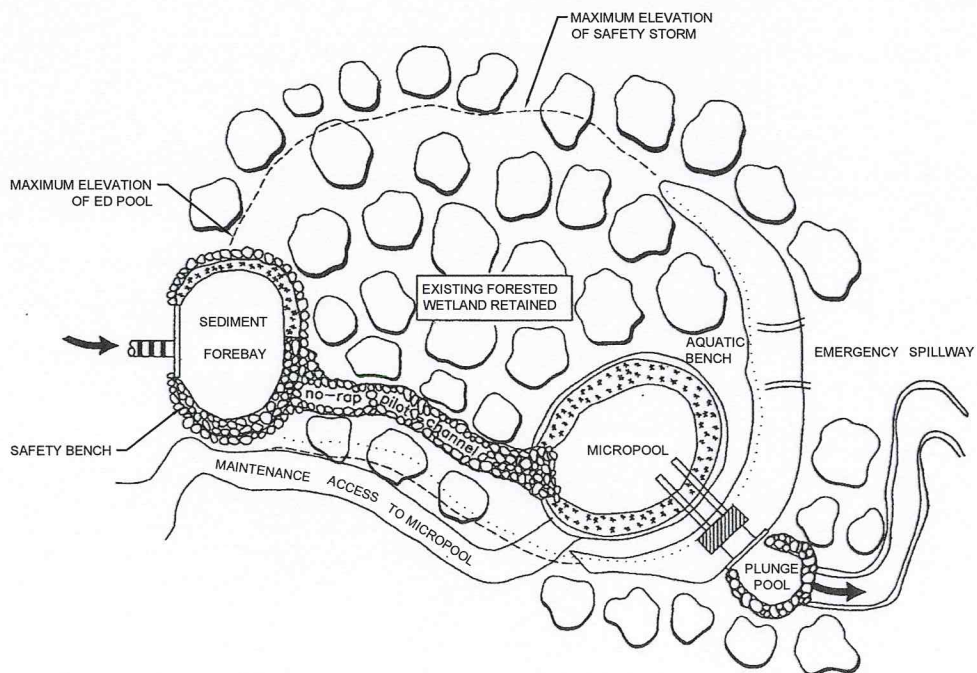 MAXIMUM ELEVATION
OF SAFETY STORM
MAXIMUM ELEVATION
OF ED POOL
EXISTING FORESTED
WETLAND RETAINED
SEDIMENT
FOREBAY
AQUATIC
BENCH
EMERGENCY SPILLWAY
no-rap pilot channel
SAFETY BENCH
MICROPOOL
MAINTENANCE ACCESS TO MICROPOOL
PLUNGE
POOL